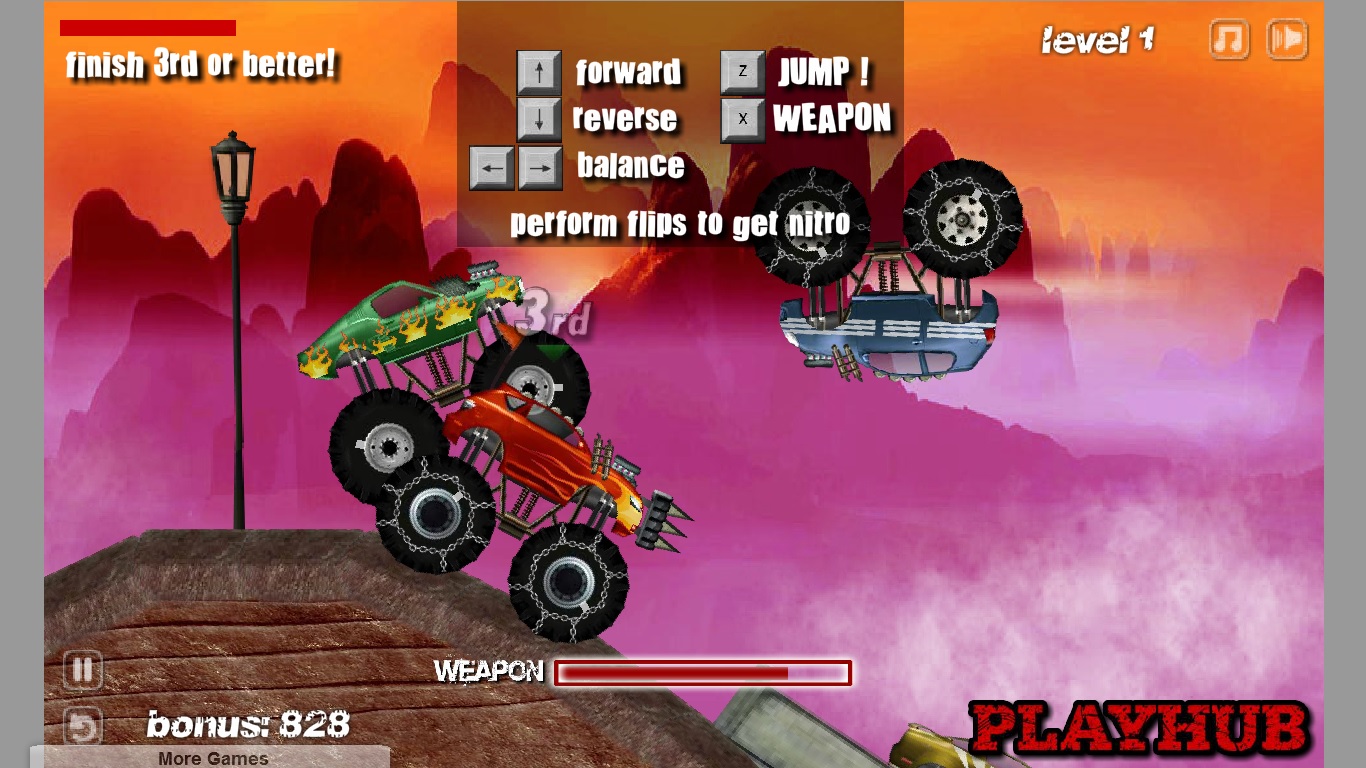 finish 3rd or better!
↑ forward
Z JUMP !
↓ reverse
X WEAPON
← → balance
perform flips to get nitro
level 1
3rd
WEAPON
bonus: 828
More Games
PLAYHUB